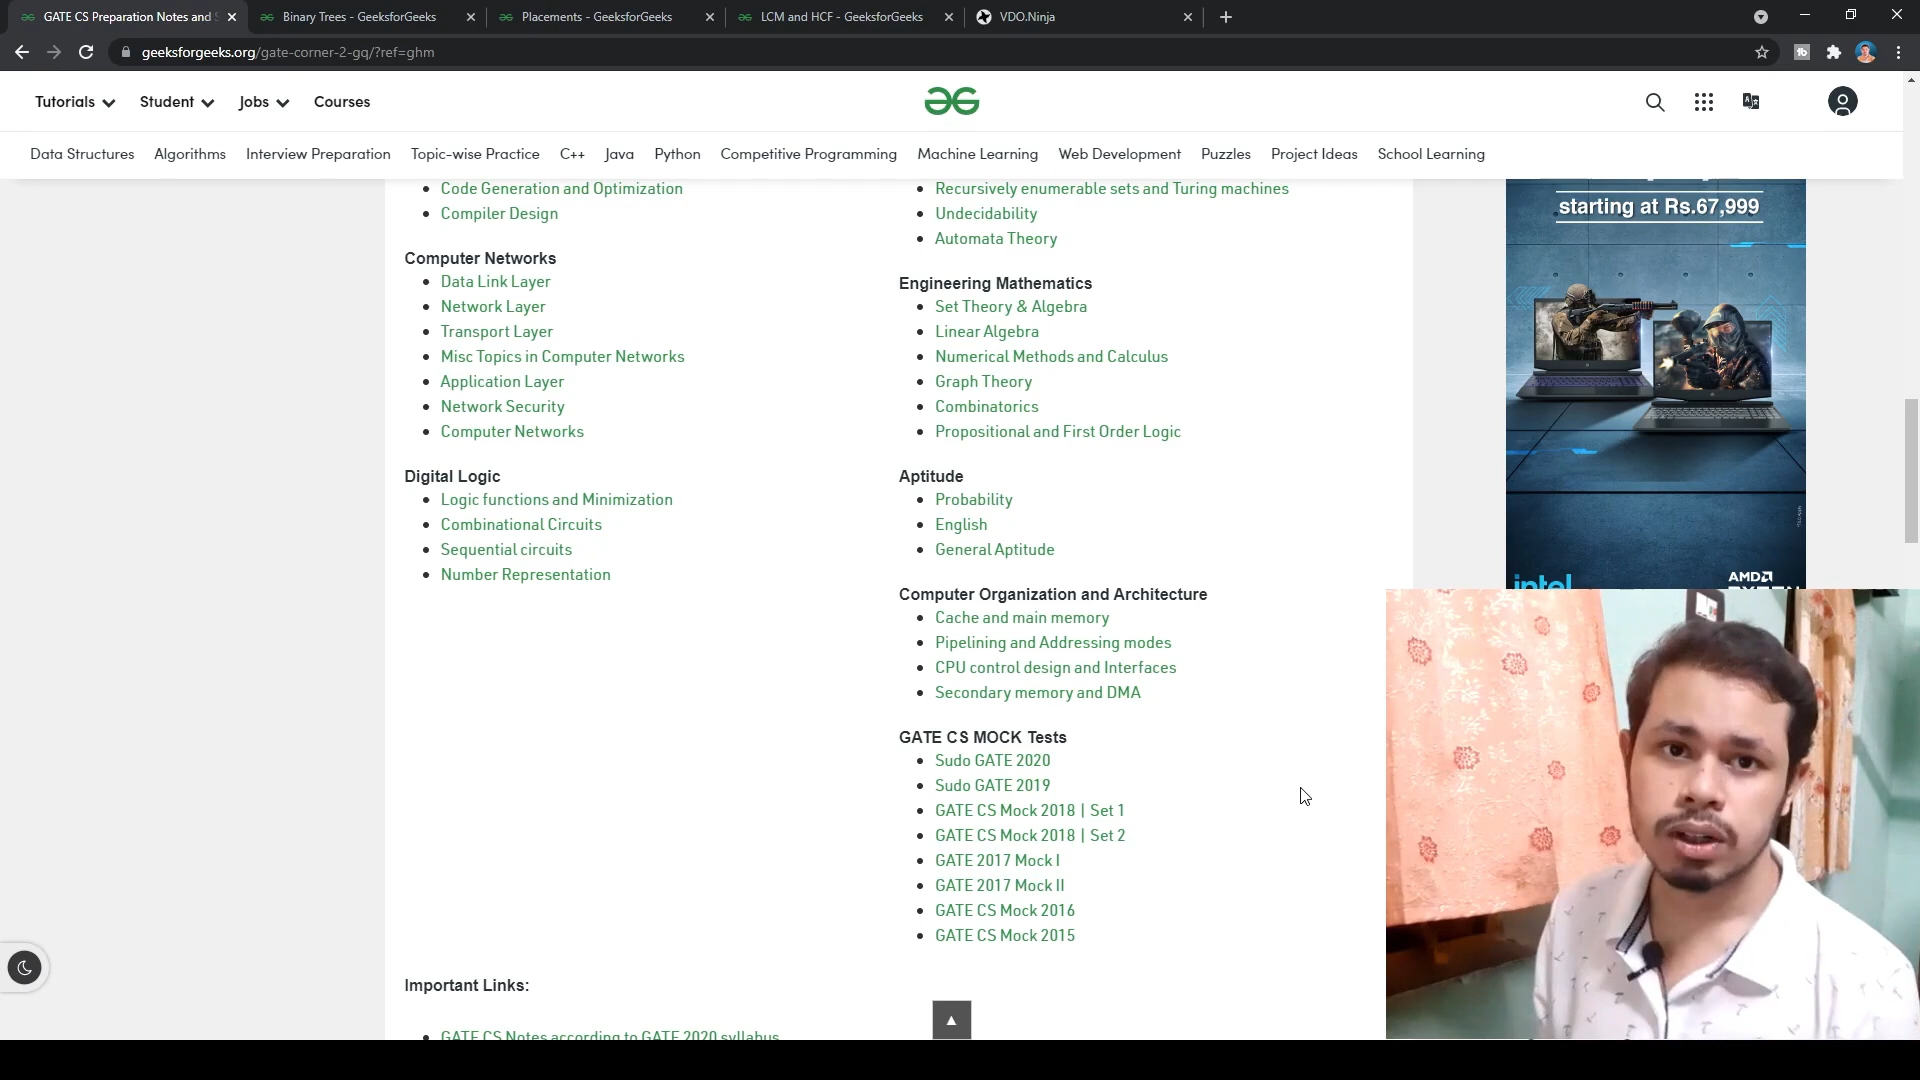 GATE CS Preparation Notes and S
Binary Trees - GeeksforGeeks
Placements - GeeksforGeeks
LCM and HCF - GeeksforGeeks
VDO.Ninja
geeksforgeeks.org/gate-corner-2-gq/?ref=ghm
Tutorials
Student
Jobs
Courses
Data Structures
Algorithms
Interview Preparation
Topic-wise Practice
C++
Java
Python
Competitive Programming
Machine Learning
Web Development
Puzzles
Project Ideas
School Learning
Code Generation and Optimization
Compiler Design
Computer Networks
Data Link Layer
Network Layer
Transport Layer
Misc Topics in Computer Networks
Application Layer
Network Security
Computer Networks
Digital Logic
Logic functions and Minimization
Combinational Circuits
Sequential circuits
Number Representation
Recursively enumerable sets and Turing machines
Undecidability
Automata Theory
Engineering Mathematics
Set Theory & Algebra
Linear Algebra
Numerical Methods and Calculus
Graph Theory
Combinatorics
Propositional and First Order Logic
Aptitude
Probability
English
General Aptitude
Computer Organization and Architecture
Cache and main memory
Pipelining and Addressing modes
CPU control design and Interfaces
Secondary memory and DMA
GATE CS MOCK Tests
Sudo GATE 2020
Sudo GATE 2019
GATE CS Mock 2018 | Set 1
GATE CS Mock 2018 | Set 2
GATE 2017 Mock I
GATE 2017 Mock II
GATE CS Mock 2016
GATE CS Mock 2015
Important Links:
GATE CS Notes according to GATE 2020 syllabus
starting at Rs.67,999
intel
AMD